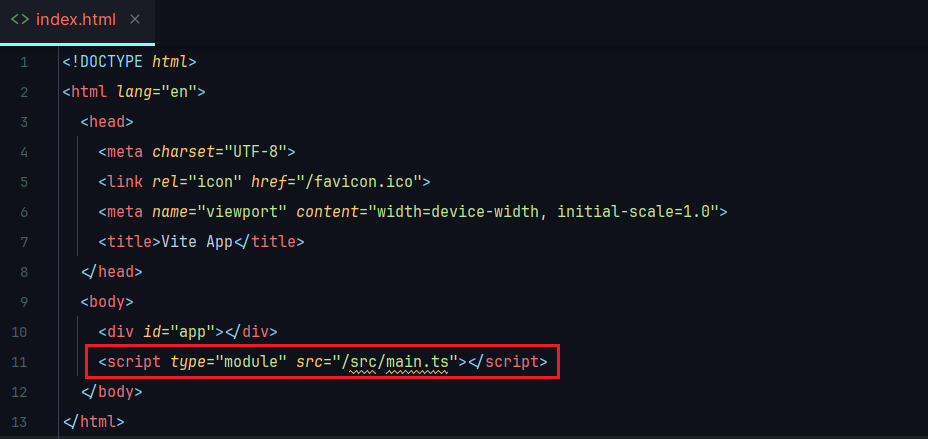 <> index.html ×
1 <!DOCTYPE html>
2 <html lang="en">
3 <head>
4 <meta charset="UTF-8">
5 <link rel="icon" href="/favicon.ico">
6 <meta name="viewport" content="width=device-width, initial-scale=1.0">
7 <title>Vite App</title>
8 </head>
9 <body>
10 <div id="app"></div>
11 <script type="module" src="/src/main.ts"></script>
12 </body>
13 </html>